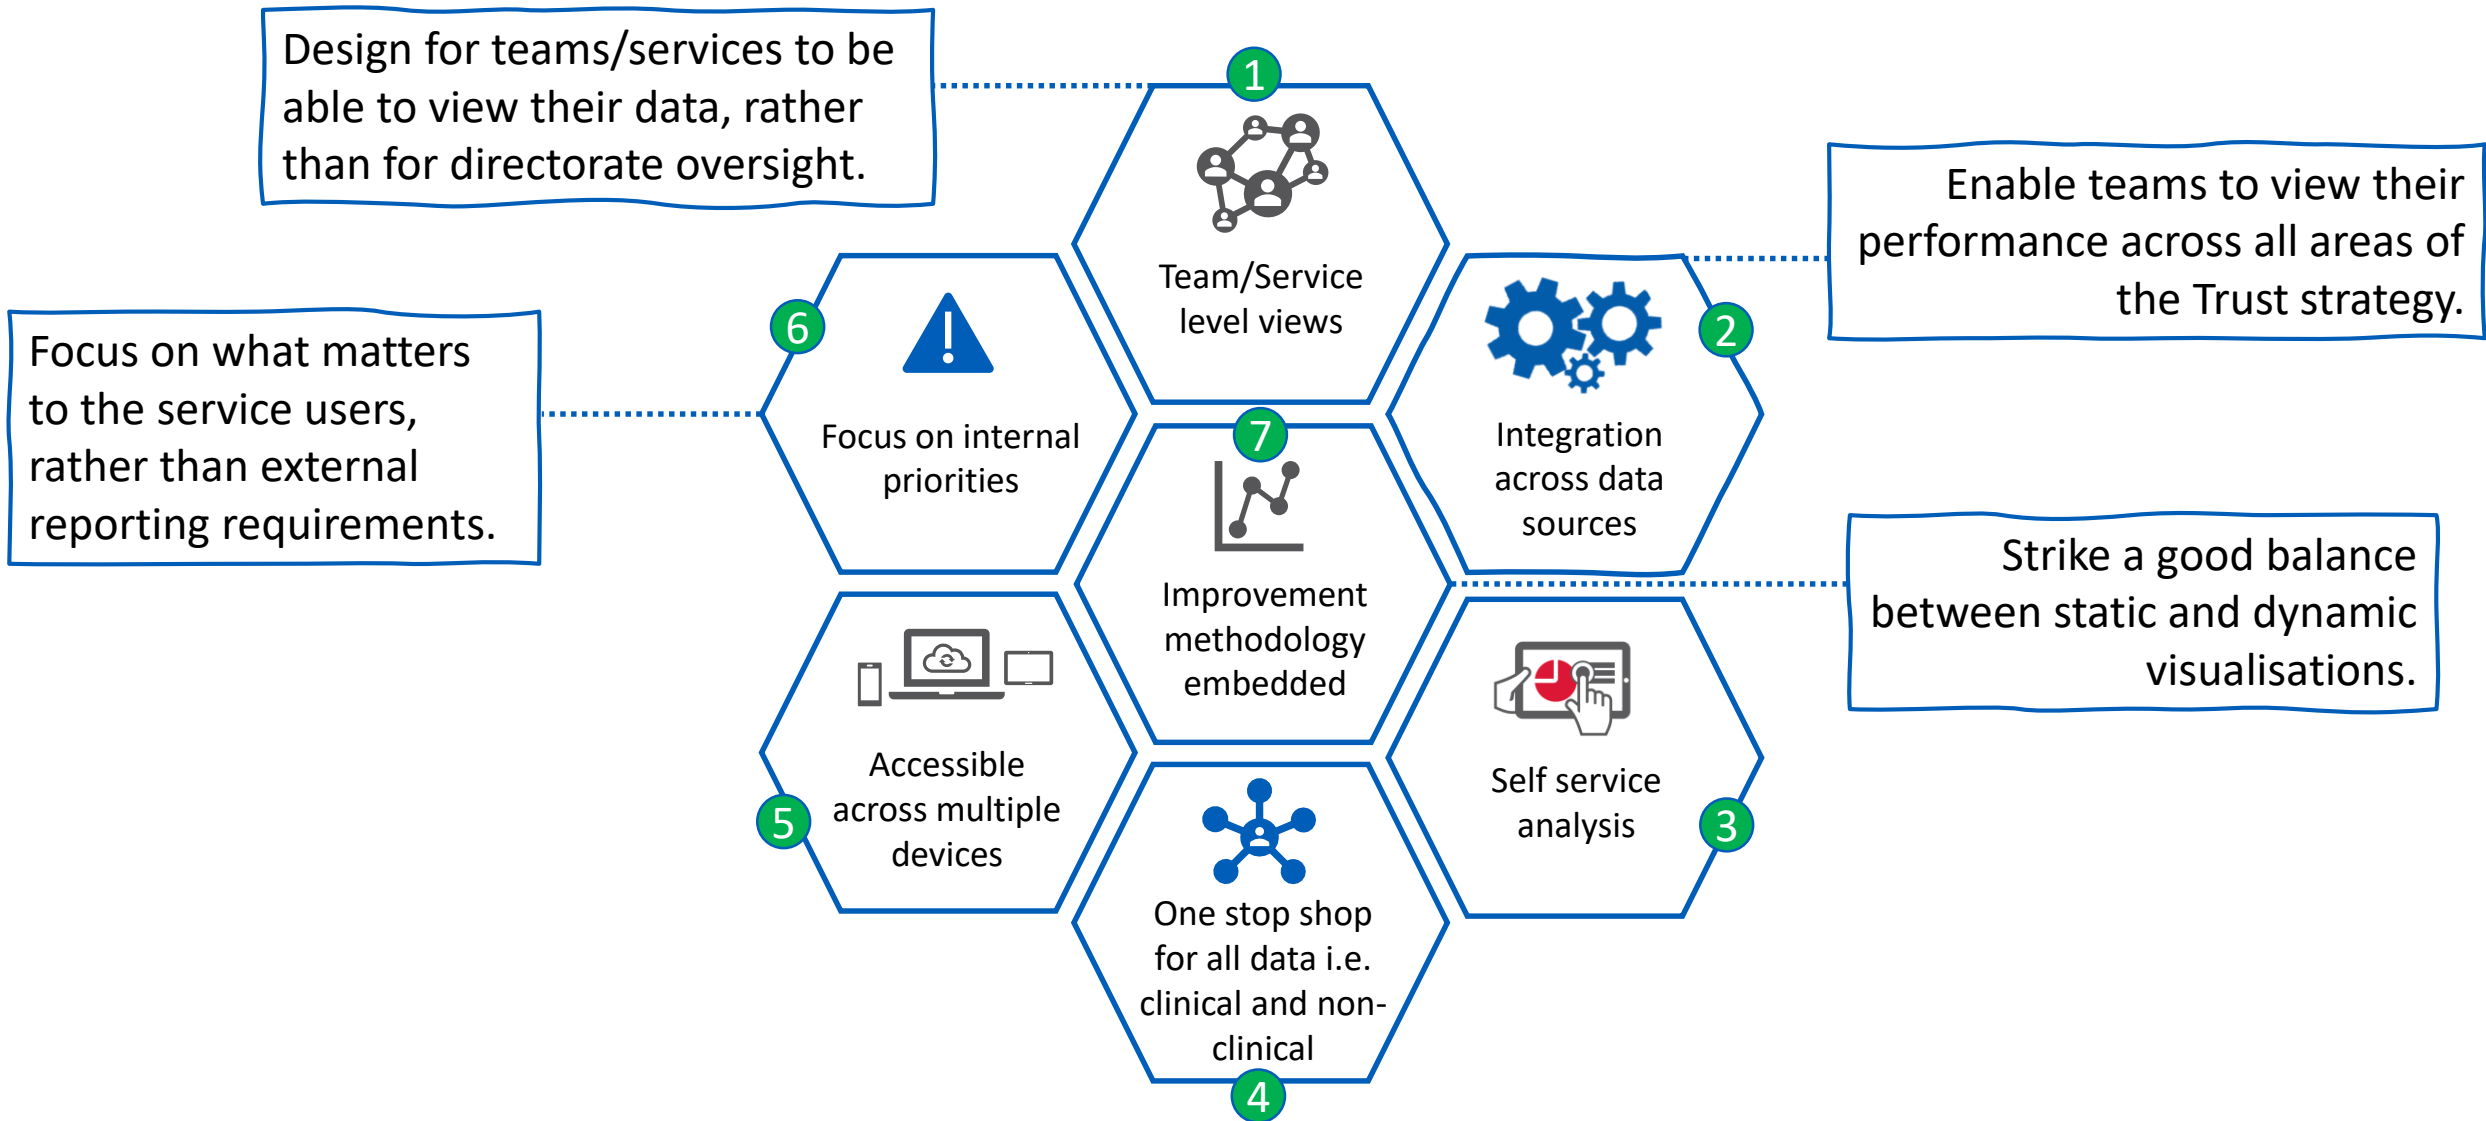 Design for teams/services to be
able to view their data, rather
than for directorate oversight.
1
Team/Service
level views
Enable teams to view their
performance across all areas of
the Trust strategy.
2
Integration
across data
sources
6
Focus on internal
priorities
Focus on what matters
to the service users,
rather than external
reporting requirements.
7
Improvement
methodology
embedded
Strike a good balance
between static and dynamic
visualisations.
3
Self service
analysis
5
Accessible
across multiple
devices
One stop shop
for all data i.e.
clinical and non-
clinical
4